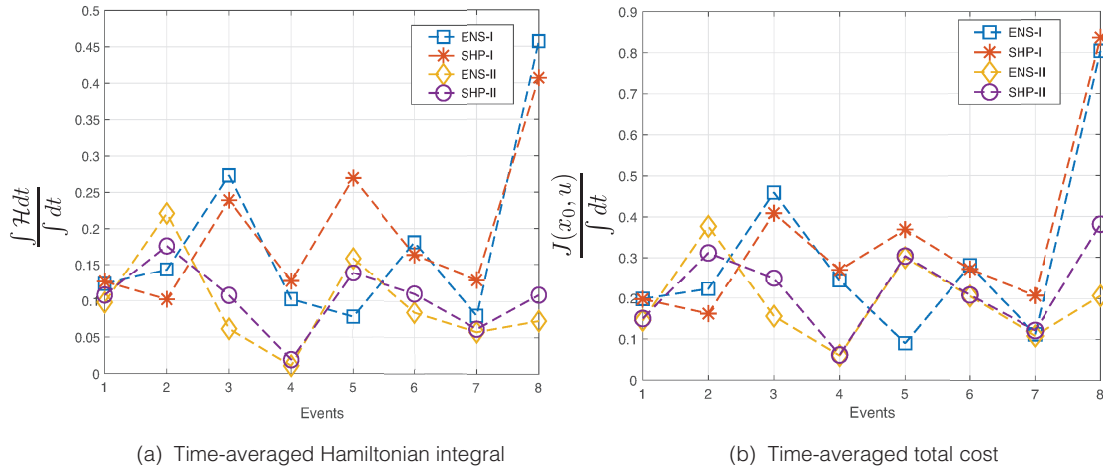 0.5
0.45
0.4
0.35
0.3
0.25
0.2
0.15
0.1
0.05
0
∫ℋdt
∫dt
ENS-I
SHP-I
ENS-II
SHP-II
1 2 3 4 5 6 7 8
Events
(a) Time-averaged Hamiltonian integral
0.9
0.8
0.7
0.6
0.5
0.4
0.3
0.2
0.1
0
J(x₀, u)
∫dt
ENS-I
SHP-I
ENS-II
SHP-II
1 2 3 4 5 6 7 8
Events
(b) Time-averaged total cost